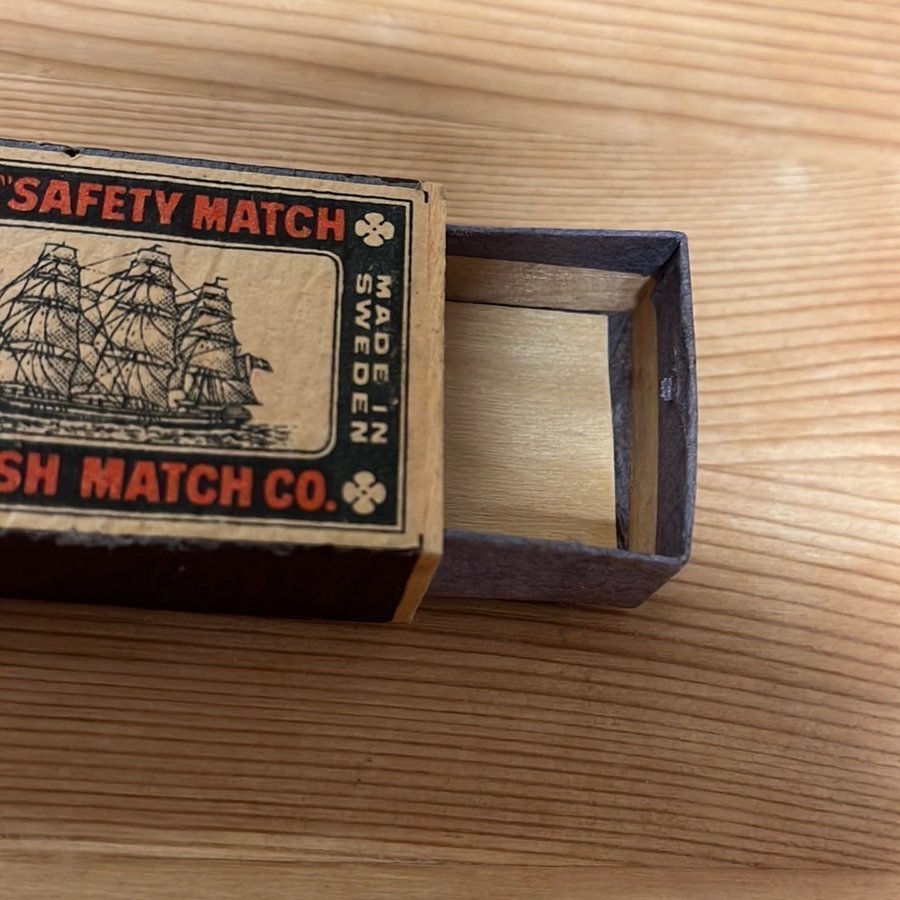 "SAFETY MATCH
MADE IN
SWEDEN
SH MATCH CO.